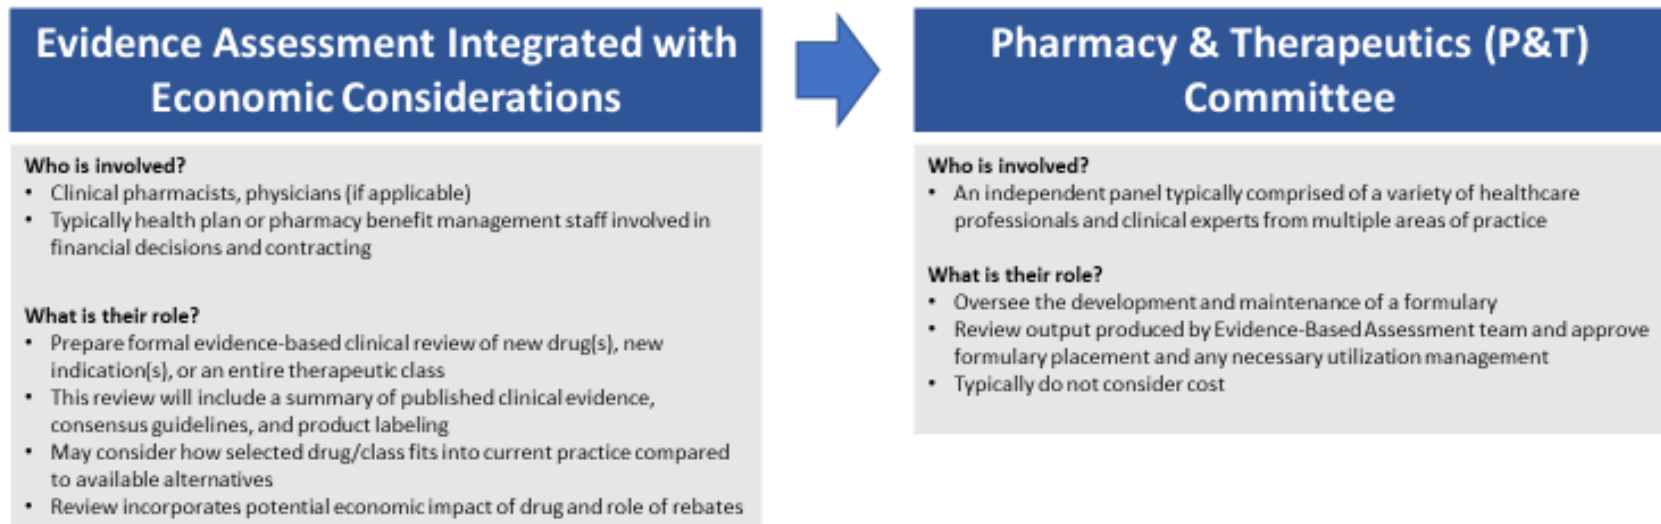 Evidence Assessment Integrated with
Economic Considerations
Who is involved?
• Clinical pharmacists, physicians (if applicable)
• Typically health plan or pharmacy benefit management staff involved in
financial decisions and contracting
What is their role?
• Prepare formal evidence-based clinical review of new drug(s), new
indication(s), or an entire therapeutic class
• This review will include a summary of published clinical evidence,
consensus guidelines, and product labeling
• May consider how selected drug/class fits into current practice compared
to available alternatives
• Review incorporates potential economic impact of drug and role of rebates
Pharmacy & Therapeutics (P&T)
Committee
Who is involved?
• An independent panel typically comprised of a variety of healthcare
professionals and clinical experts from multiple areas of practice
What is their role?
• Oversee the development and maintenance of a formulary
• Review output produced by Evidence-Based Assessment team and approve
formulary placement and any necessary utilization management
• Typically do not consider cost